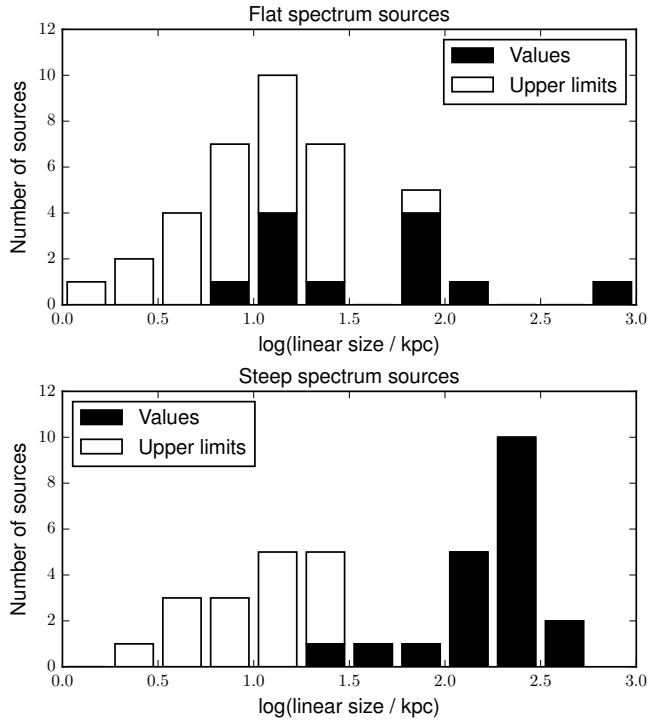 Flat spectrum sources
12
10
8
6
4
2
0
Number of sources
Values
Upper limits
0.0 0.5 1.0 1.5 2.0 2.5 3.0
log(linear size / kpc)
Steep spectrum sources
12
10
8
6
4
2
0
Number of sources
Values
Upper limits
0.0 0.5 1.0 1.5 2.0 2.5 3.0
log(linear size / kpc)